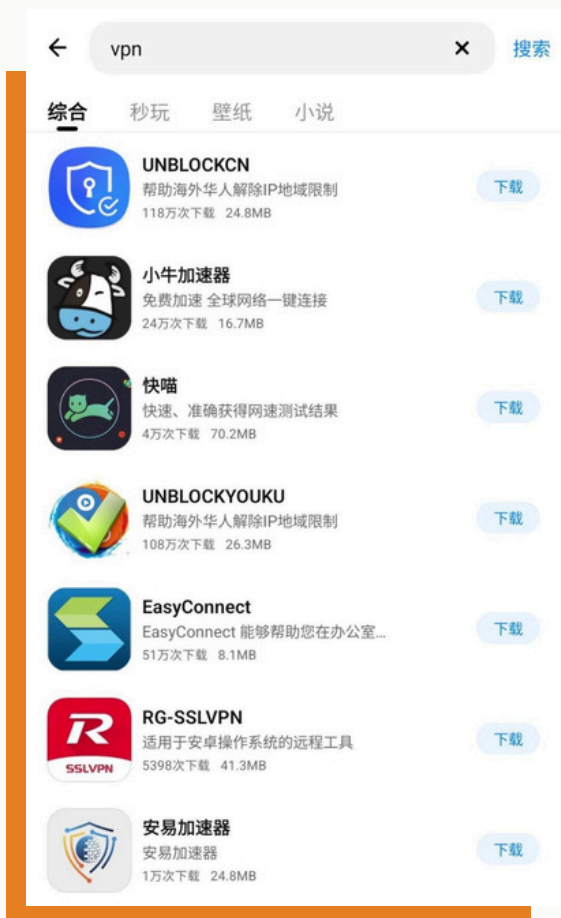 vpn
搜索
综合 秒玩 壁纸 小说
UNBLOCKCN
帮助海外华人解除IP地域限制
下载
118万次下载 24.8MB
小牛加速器
免费加速 全球网络一键连接
下载
24万次下载 16.7MB
快喵
快速、准确获得网速测试结果
下载
4万次下载 70.2MB
UNBLOCKYOUKU
帮助海外华人解除IP地域限制
下载
108万次下载 26.3MB
EasyConnect
EasyConnect 能够帮助您在办公室...
下载
51万次下载 8.1MB
RG-SSLVPN
适用于安卓操作系统的远程工具
下载
5398次下载 41.3MB
R
SSLVPN
安易加速器
安易加速器
下载
1万次下载 24.8MB